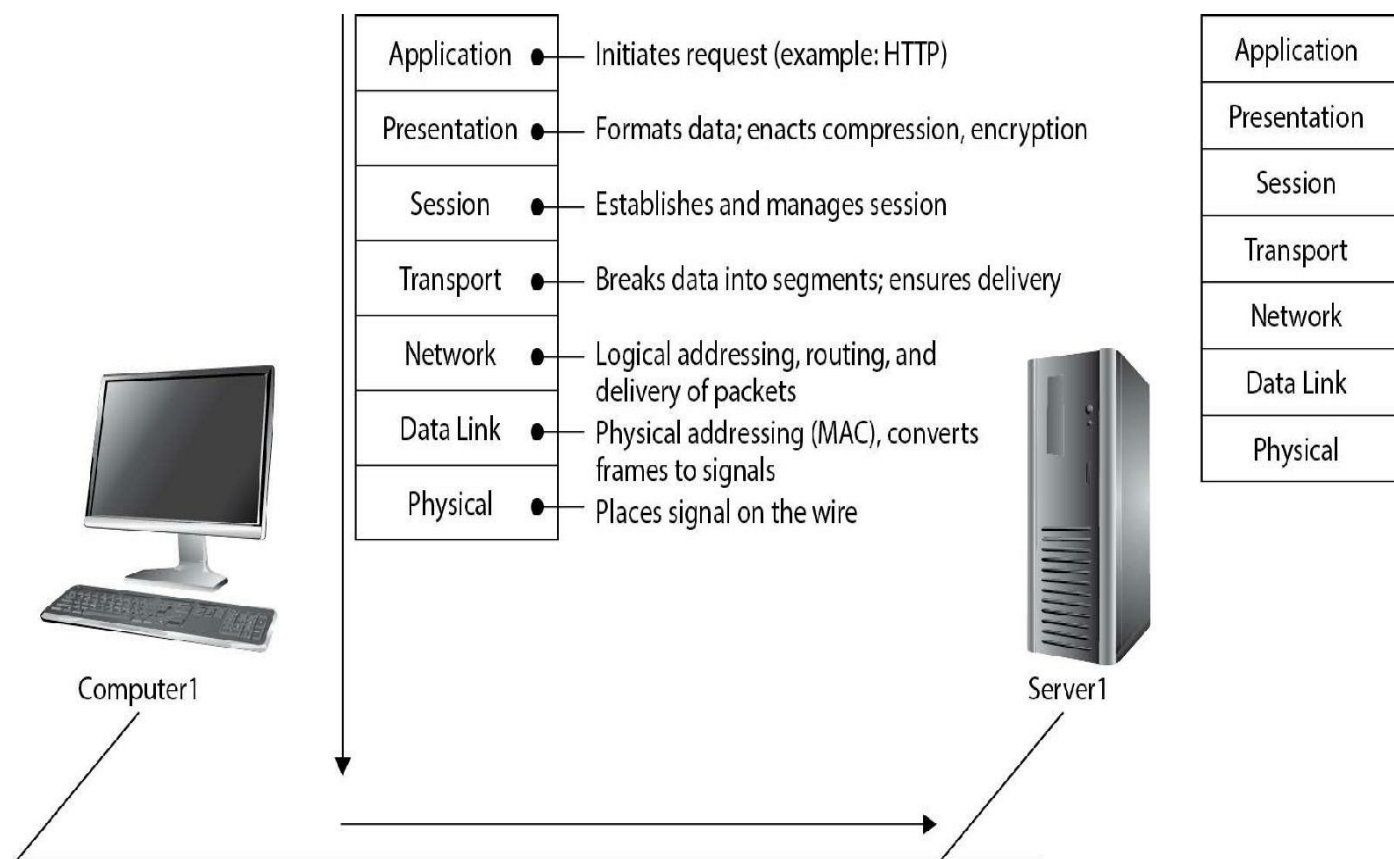 Application
Initiates request (example: HTTP)
Presentation
Formats data; enacts compression, encryption
Session
Establishes and manages session
Transport
Breaks data into segments; ensures delivery
Network
Logical addressing, routing, and
delivery of packets
Data Link
Physical addressing (MAC), converts
frames to signals
Physical
Places signal on the wire
Computer1
Server1
Application
Presentation
Session
Transport
Network
Data Link
Physical